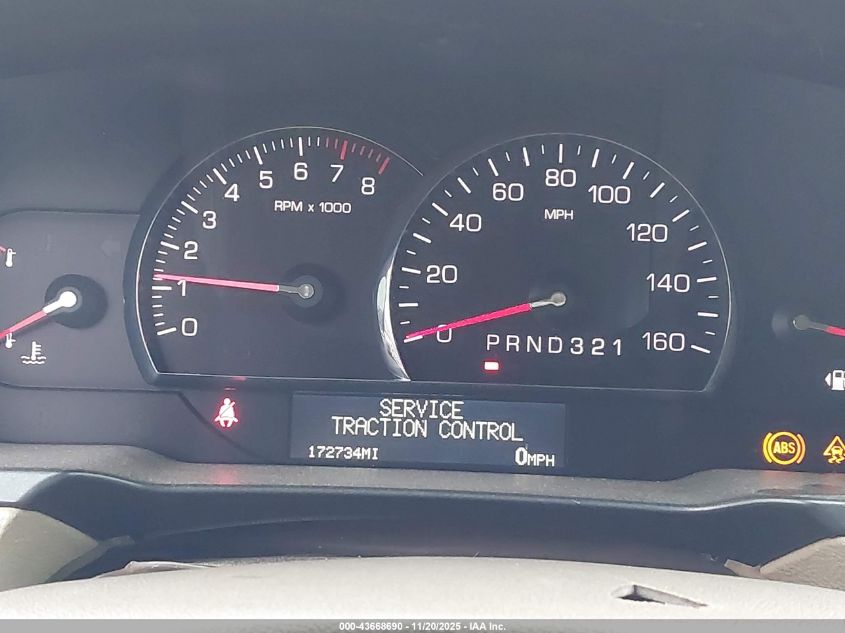 0 1 2 3 4 5 6 7 8
RPM x 1000
0 20 40 60 80 100 120 140 160
MPH
PRND321
SERVICE
TRACTION CONTROL
172734MI 0MPH
ABS
000-43668690 - 11/20/2025 - IAA Inc.